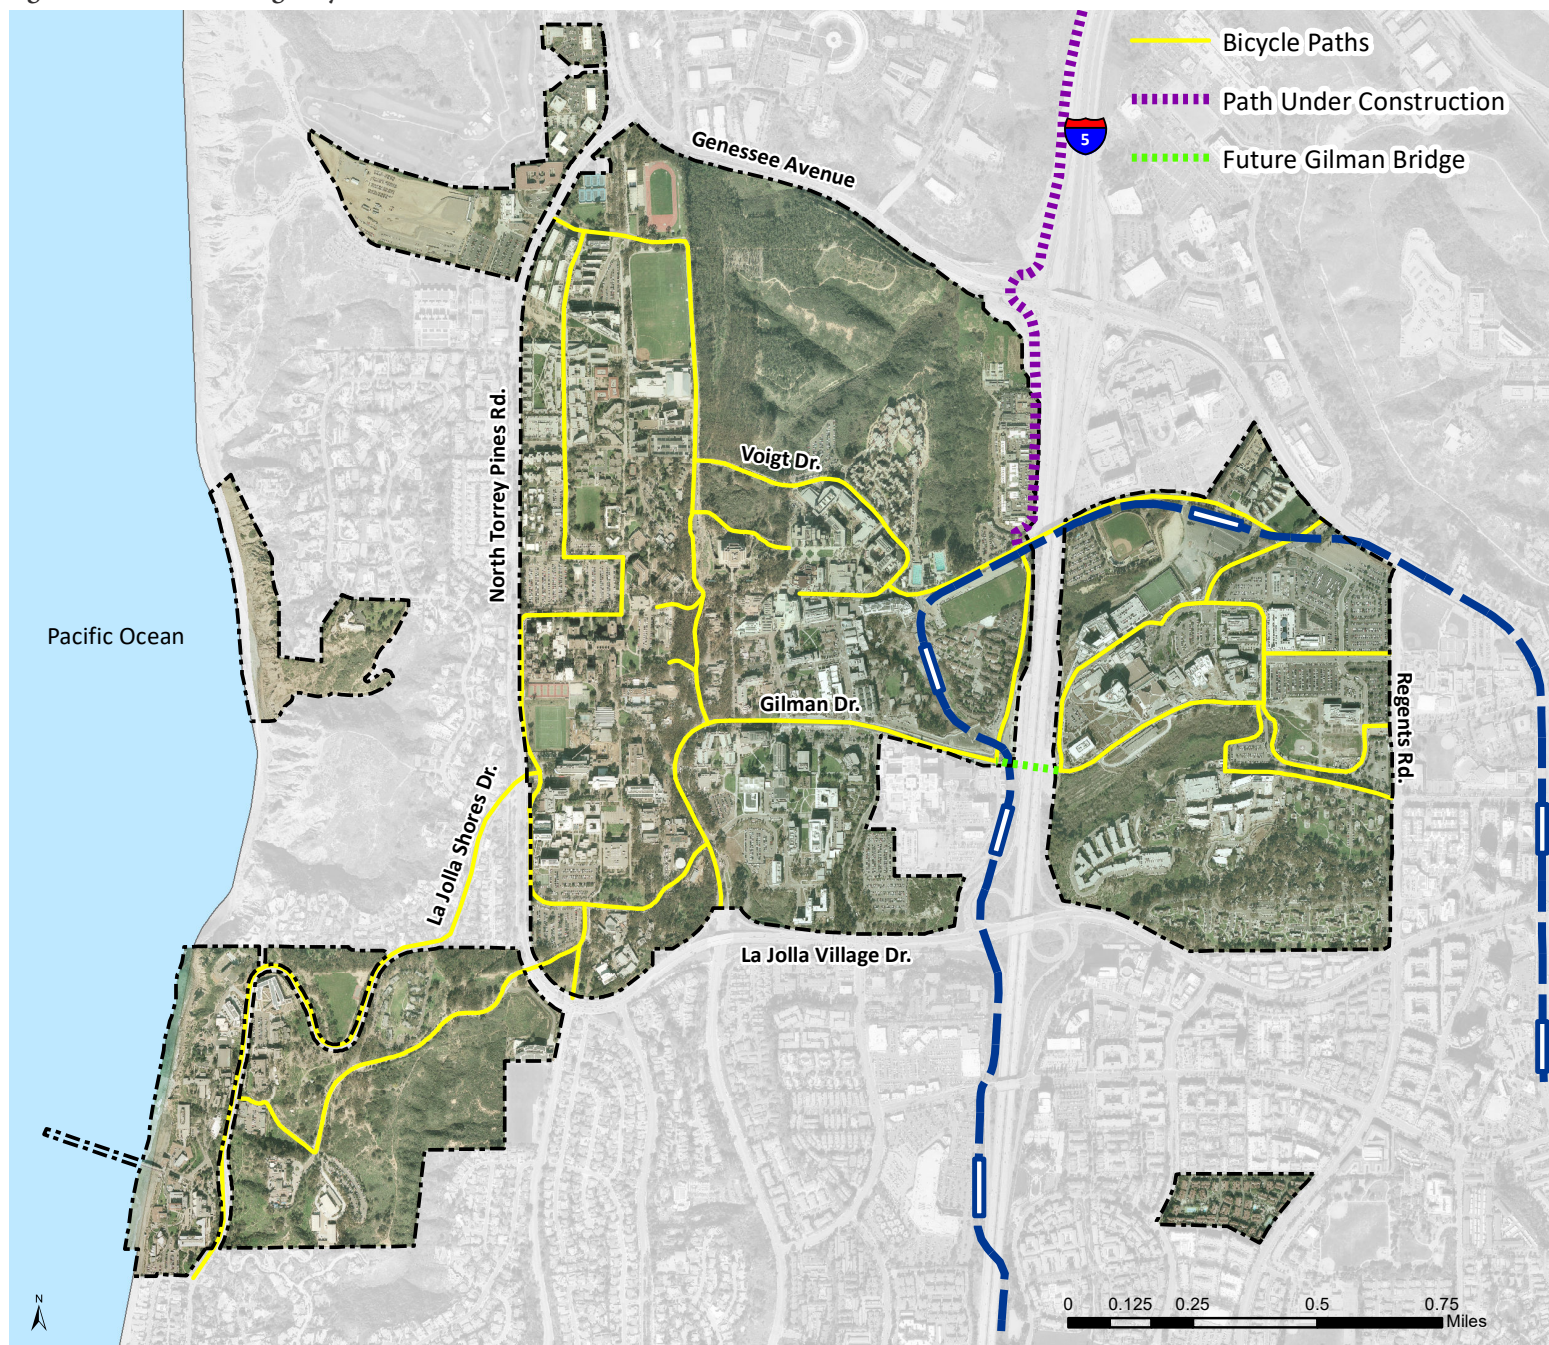 Bicycle Paths
Path Under Construction
5
Future Gilman Bridge
Genessee Avenue
North Torrey Pines Rd.
Voigt Dr.
Pacific Ocean
Gilman Dr.
Regents Rd.
La Jolla Shores Dr.
La Jolla Village Dr.
N
0 0.125 0.25 0.5 0.75
Miles